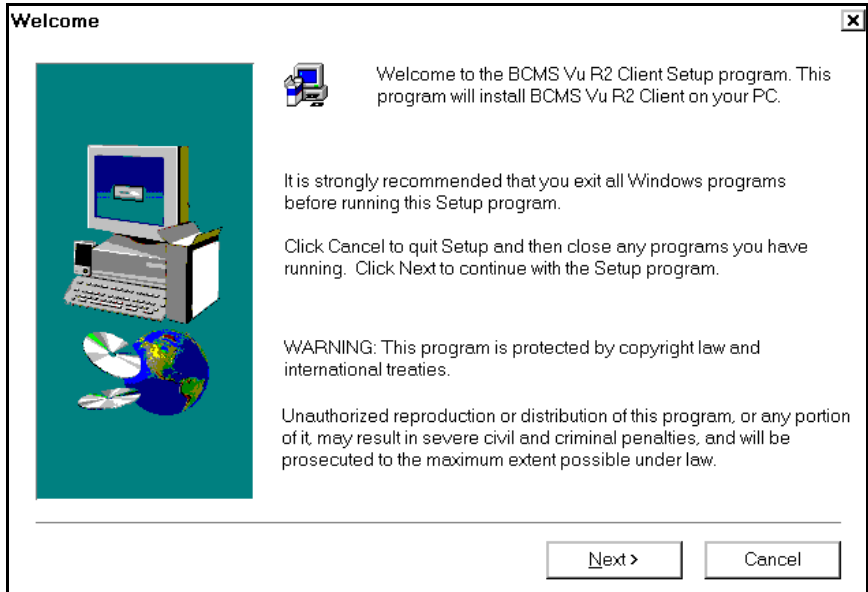 Welcome
Welcome to the BCMS Vu R2 Client Setup program. This
program will install BCMS Vu R2 Client on your PC.
It is strongly recommended that you exit all Windows programs
before running this Setup program.
Click Cancel to quit Setup and then close any programs you have
running. Click Next to continue with the Setup program.
WARNING: This program is protected by copyright law and
international treaties.
Unauthorized reproduction or distribution of this program, or any portion
of it, may result in severe civil and criminal penalties, and will be
prosecuted to the maximum extent possible under law.
Next > Cancel